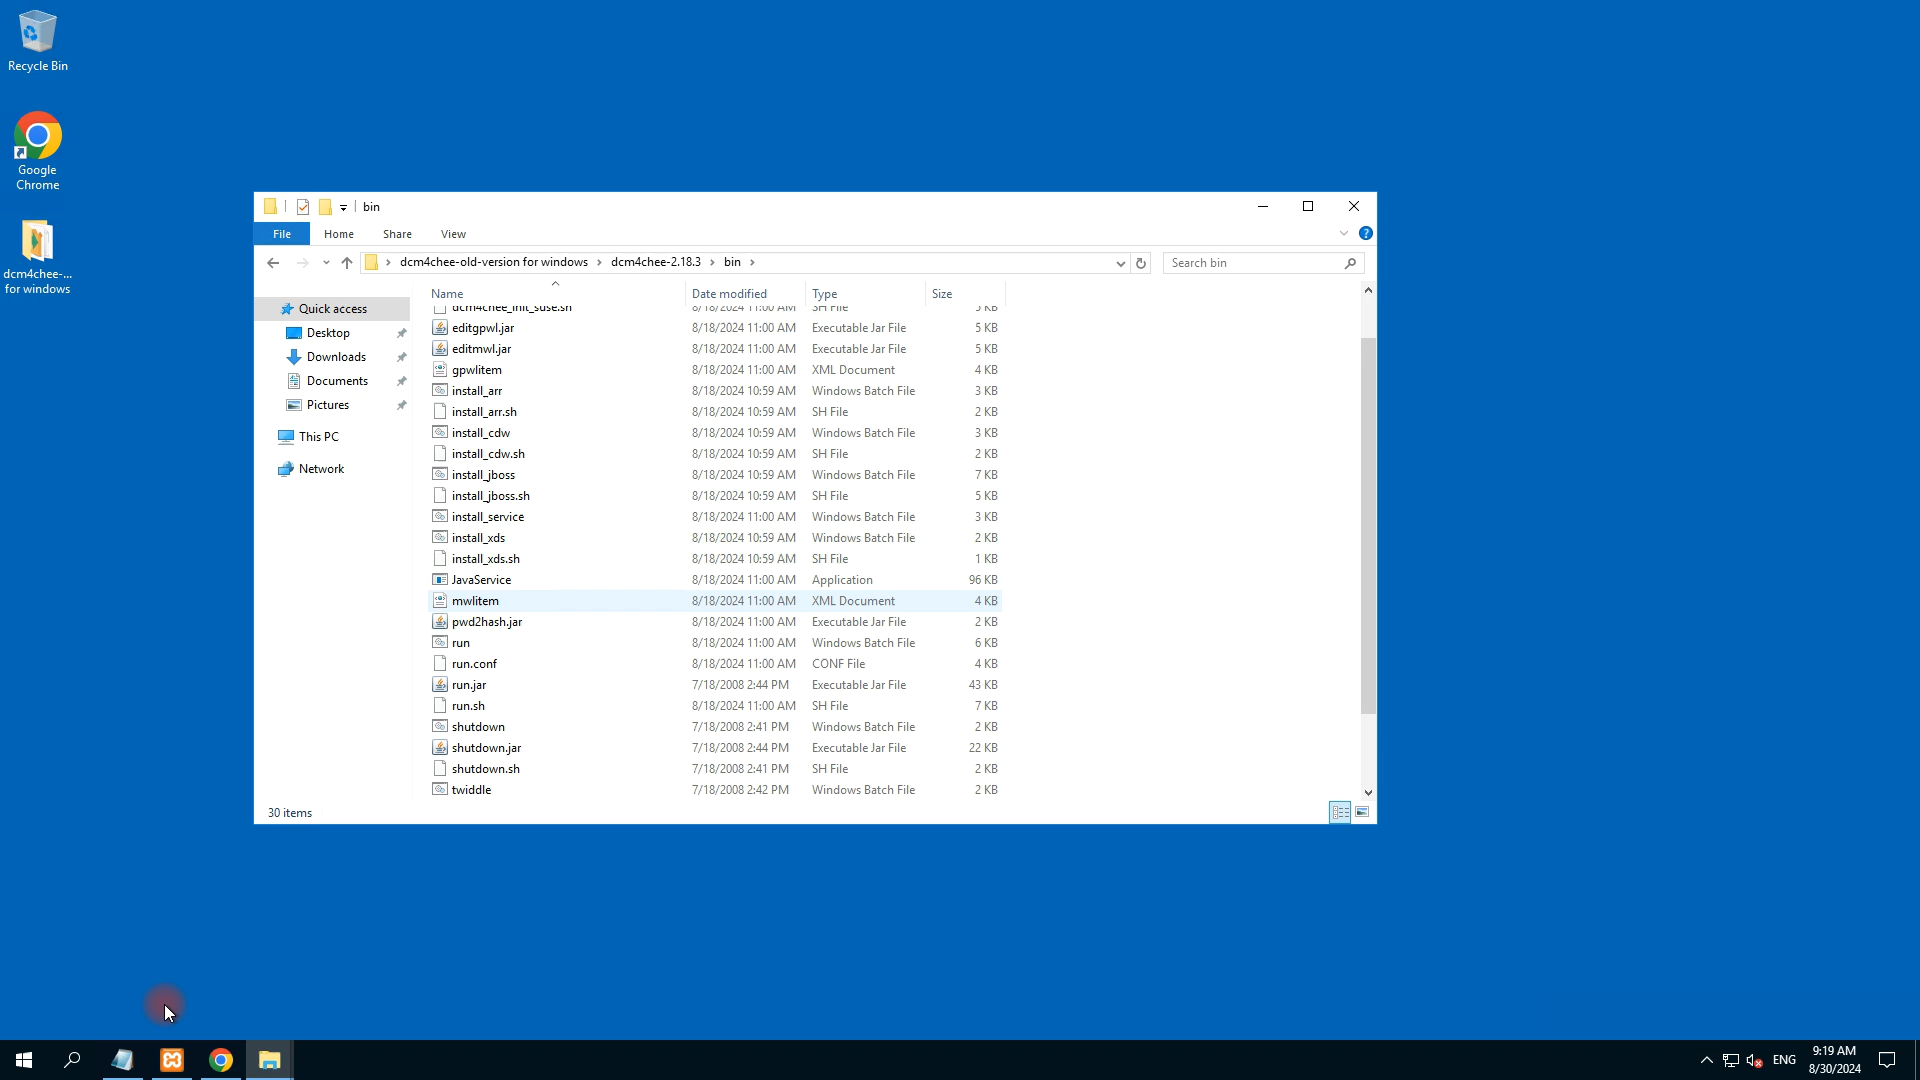 Recycle Bin
Google
Chrome
dcm4chee-...
for windows
bin
File Home Share View
dcm4chee-old-version for windows > dcm4chee-2.18.3 > bin >
Search bin
Name Date modified Type Size
Quick access
Desktop
Downloads
Documents
Pictures
This PC
Network
dcm4chee_init_suse.sh 8/18/2024 11:00 AM SH File 5 KB
editgpwl.jar 8/18/2024 11:00 AM Executable Jar File 5 KB
editmwl.jar 8/18/2024 11:00 AM Executable Jar File 5 KB
gpwlitem 8/18/2024 11:00 AM XML Document 4 KB
install_arr 8/18/2024 10:59 AM Windows Batch File 3 KB
install_arr.sh 8/18/2024 10:59 AM SH File 2 KB
install_cdw 8/18/2024 10:59 AM Windows Batch File 3 KB
install_cdw.sh 8/18/2024 10:59 AM SH File 2 KB
install_jboss 8/18/2024 10:59 AM Windows Batch File 7 KB
install_jboss.sh 8/18/2024 10:59 AM SH File 5 KB
install_service 8/18/2024 11:00 AM Windows Batch File 3 KB
install_xds 8/18/2024 10:59 AM Windows Batch File 2 KB
install_xds.sh 8/18/2024 10:59 AM SH File 1 KB
JavaService 8/18/2024 11:00 AM Application 96 KB
mwlitem 8/18/2024 11:00 AM XML Document 4 KB
pwd2hash.jar 8/18/2024 11:00 AM Executable Jar File 2 KB
run 8/18/2024 11:00 AM Windows Batch File 6 KB
run.conf 8/18/2024 11:00 AM CONF File 4 KB
run.jar 7/18/2008 2:44 PM Executable Jar File 43 KB
run.sh 8/18/2024 11:00 AM SH File 7 KB
shutdown 7/18/2008 2:41 PM Windows Batch File 2 KB
shutdown.jar 7/18/2008 2:44 PM Executable Jar File 22 KB
shutdown.sh 7/18/2008 2:41 PM SH File 2 KB
twiddle 7/18/2008 2:42 PM Windows Batch File 2 KB
30 items
ENG
9:19 AM
8/30/2024